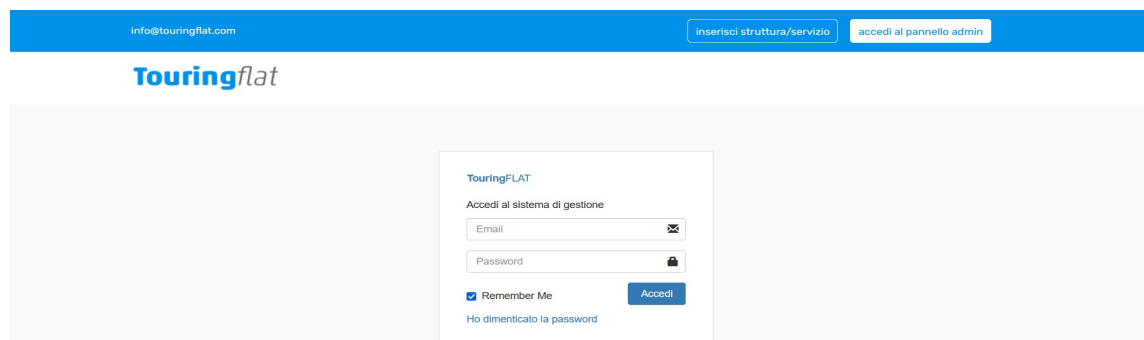 info@touringflat.com inserisci struttura/servizio accedi al pannello admin
Touringflat
TouringFLAT
Accedi al sistema di gestione
Email
Password
Remember Me Accedi
Ho dimenticato la password